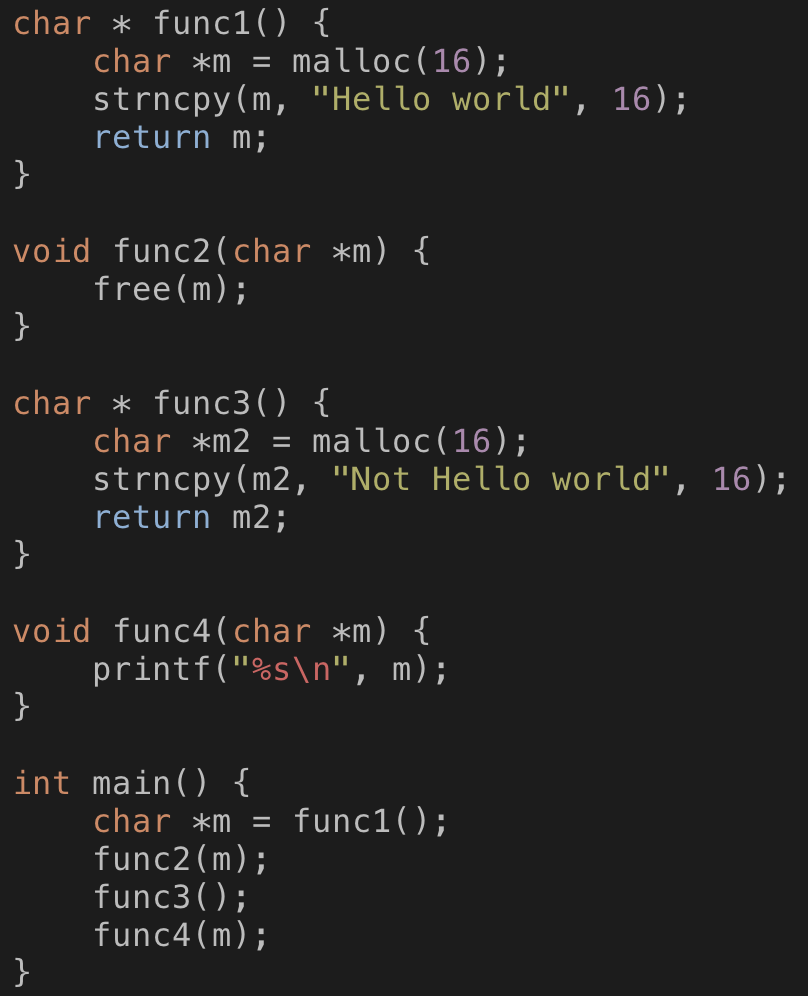 char * func1() {
    char *m = malloc(16);
    strncpy(m, "Hello world", 16);
    return m;
}

void func2(char *m) {
    free(m);
}

char * func3() {
    char *m2 = malloc(16);
    strncpy(m2, "Not Hello world", 16);
    return m2;
}

void func4(char *m) {
    printf("%s\n", m);
}

int main() {
    char *m = func1();
    func2(m);
    func3();
    func4(m);
}